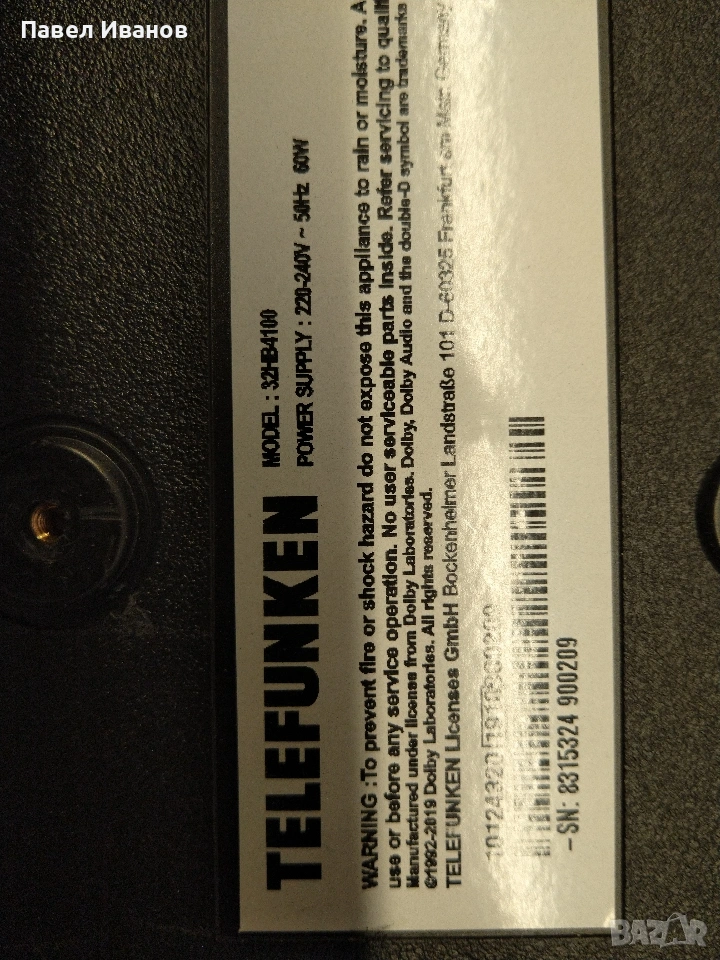 Павел Иванов
TELEFUNKEN
MODEL : 32HB4100
POWER SUPPLY : 220-240V ~ 50Hz 60W
WARNING :To prevent fire or shock hazard do not expose this appliance to rain or moisture. A
use or before any service operation. No user serviceable parts inside. Refer servicing to qualif
Manufactured under license from Dolby Laboratories. Dolby, Dolby Audio and the double-D symbol are trademarks
©1992-2019 Dolby Laboratories. All rights reserved.
TELEFUNKEN Licenses GmbH Bockenheimer Landstraße 101 D-60325 Frankfurt am Main Germany
-SN: 8315324 900209
BAZAR